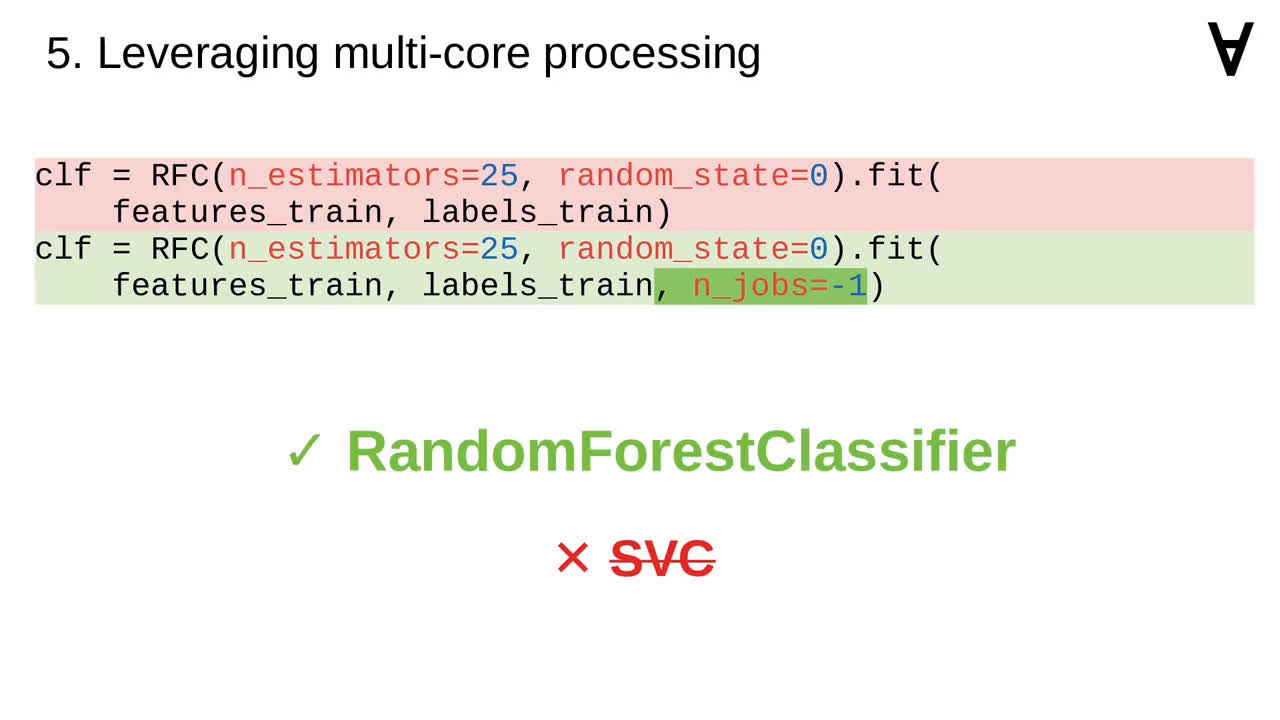 5. Leveraging multi-core processing
∀
clf = RFC(n_estimators=25, random_state=0).fit(
    features_train, labels_train)
clf = RFC(n_estimators=25, random_state=0).fit(
    features_train, labels_train, n_jobs=-1)
✓ RandomForestClassifier
✕ SVC